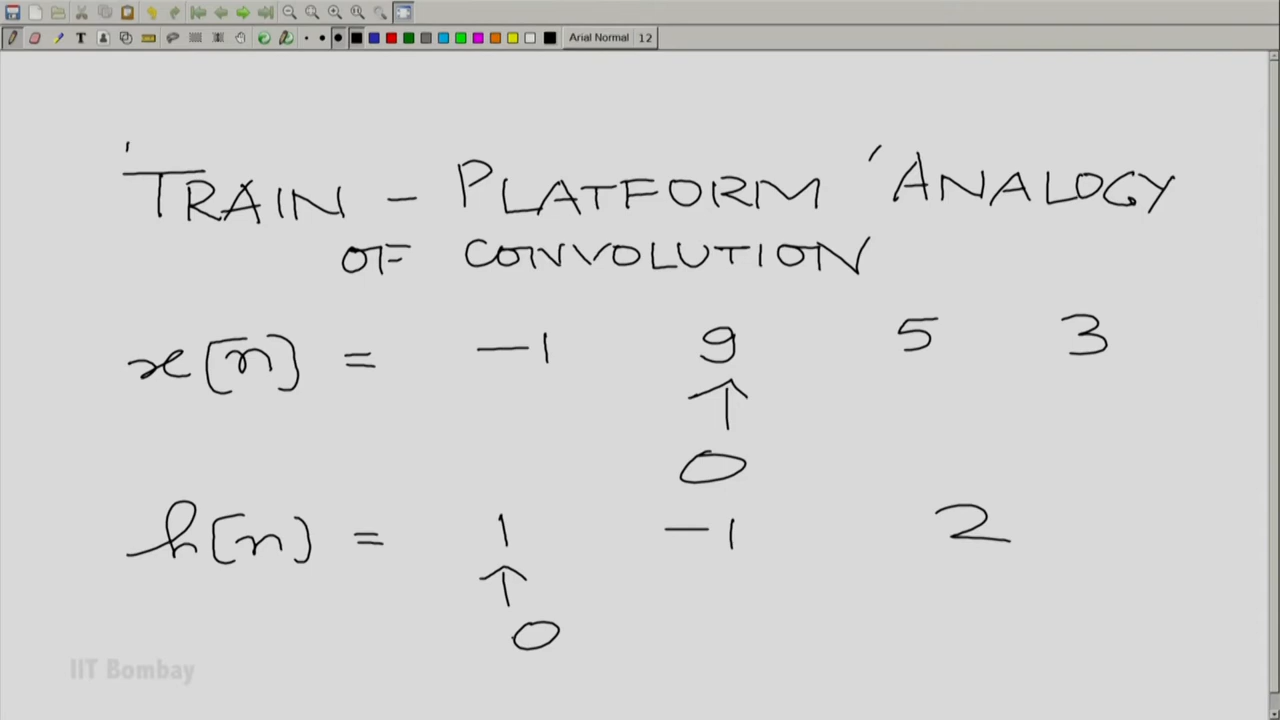 Arial Normal 12
'TRAIN - PLATFORM' ANALOGY
OF CONVOLUTION
x[n] = -1 9 5 3
↑
0
h[n] = 1 -1 2
↑
0
IIT Bombay